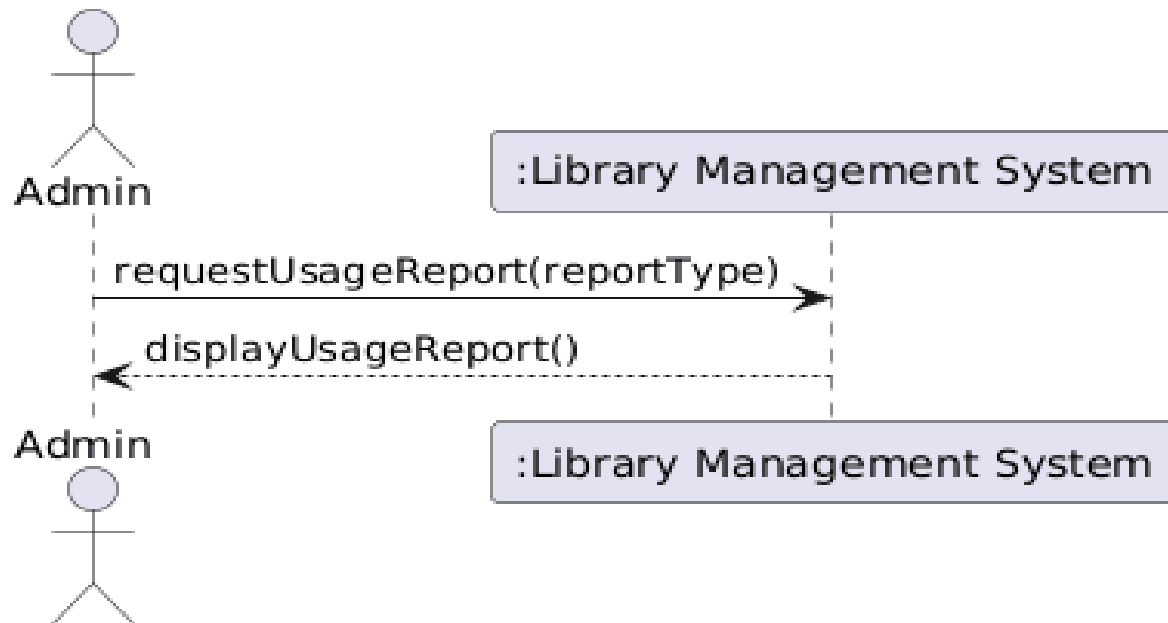 Admin
:Library Management System
requestUsageReport(reportType)
displayUsageReport()
Admin
:Library Management System